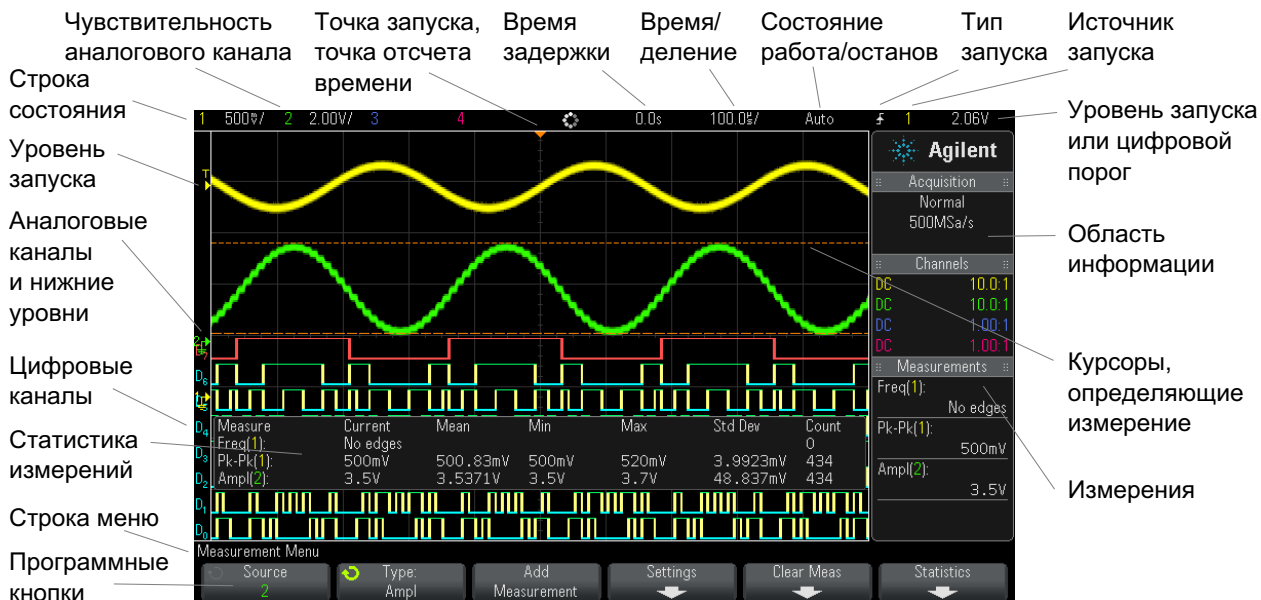 Чувствительность
аналогового канала
Точка запуска,
точка отсчета
времени
Время
задержки
Время/
деление
Состояние
работа/останов
Тип
запуска
Источник
запуска
Строка
состояния
Уровень
запуска
Аналоговые
каналы
и нижние
уровни
Цифровые
каналы
Статистика
измерений
Строка меню
Программные
кнопки
Уровень запуска
или цифровой
порог
Область
информации
Курсоры,
определяющие
измерение
Измерения
1 500mV/ 2 2.00V/ 3 4 0.0s 100.0us/ Auto 1 2.06V
T
Agilent
Acquisition
Normal
500MSa/s
Channels
DC 10.0:1
DC 10.0:1
DC 1.00:1
DC 1.00:1
Measurements
Freq(1):
No edges
Pk-Pk(1):
500mV
Ampl(2):
3.5V
D6
D4
D3
D2
D1
D0
Measure Current Mean Min Max Std Dev Count
Freq(1): No edges 0
Pk-Pk(1): 500mV 500.83mV 500mV 520mV 3.9923mV 434
Ampl(2): 3.5V 3.5371V 3.5V 3.7V 48.837mV 434
Measurement Menu
Source
2
Type:
Ampl
Add
Measurement
Settings
Clear Meas
Statistics